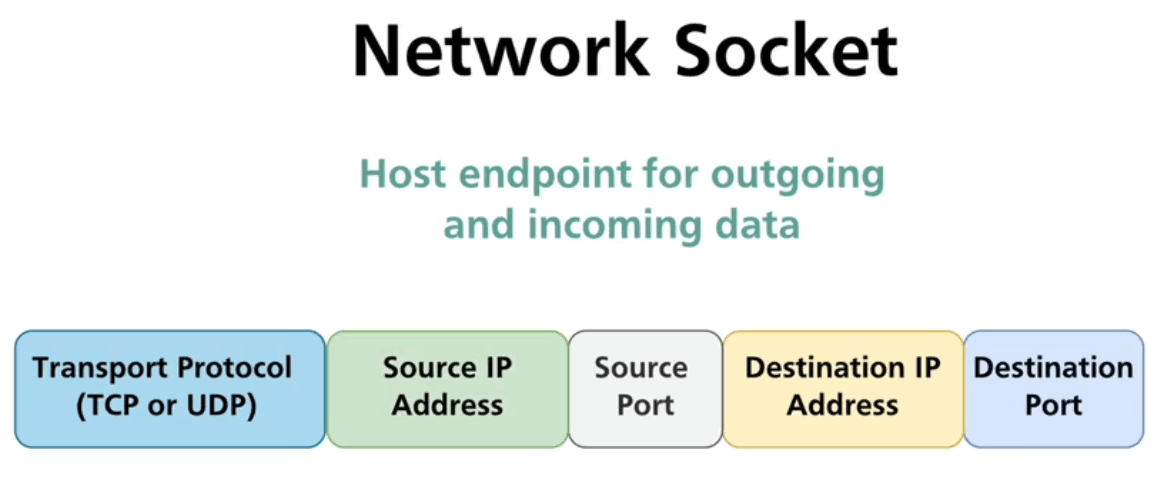 Network Socket
Host endpoint for outgoing
and incoming data
Transport Protocol
(TCP or UDP)
Source IP
Address
Source
Port
Destination IP
Address
Destination
Port